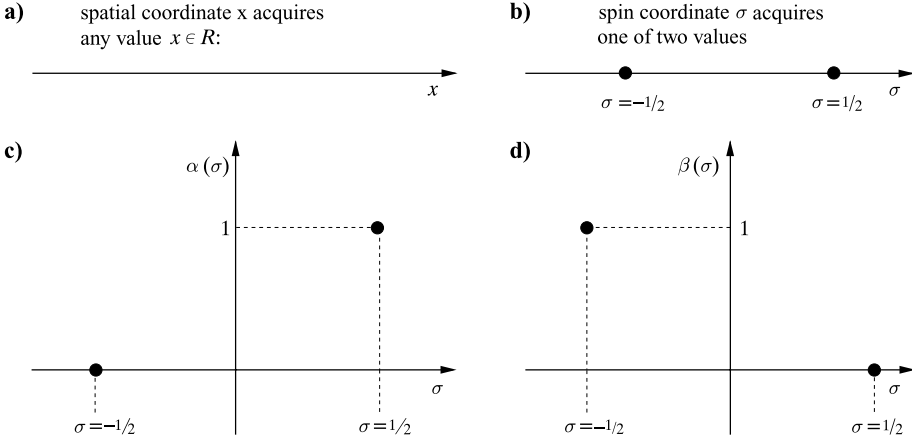 a) spatial coordinate x acquires
any value x ∈ R:
x
b) spin coordinate σ acquires
one of two values
σ
σ = −1/2
σ = 1/2
c)
α (σ)
1
σ
σ = −1/2
σ = 1/2
d)
β (σ)
1
σ
σ = −1/2
σ = 1/2